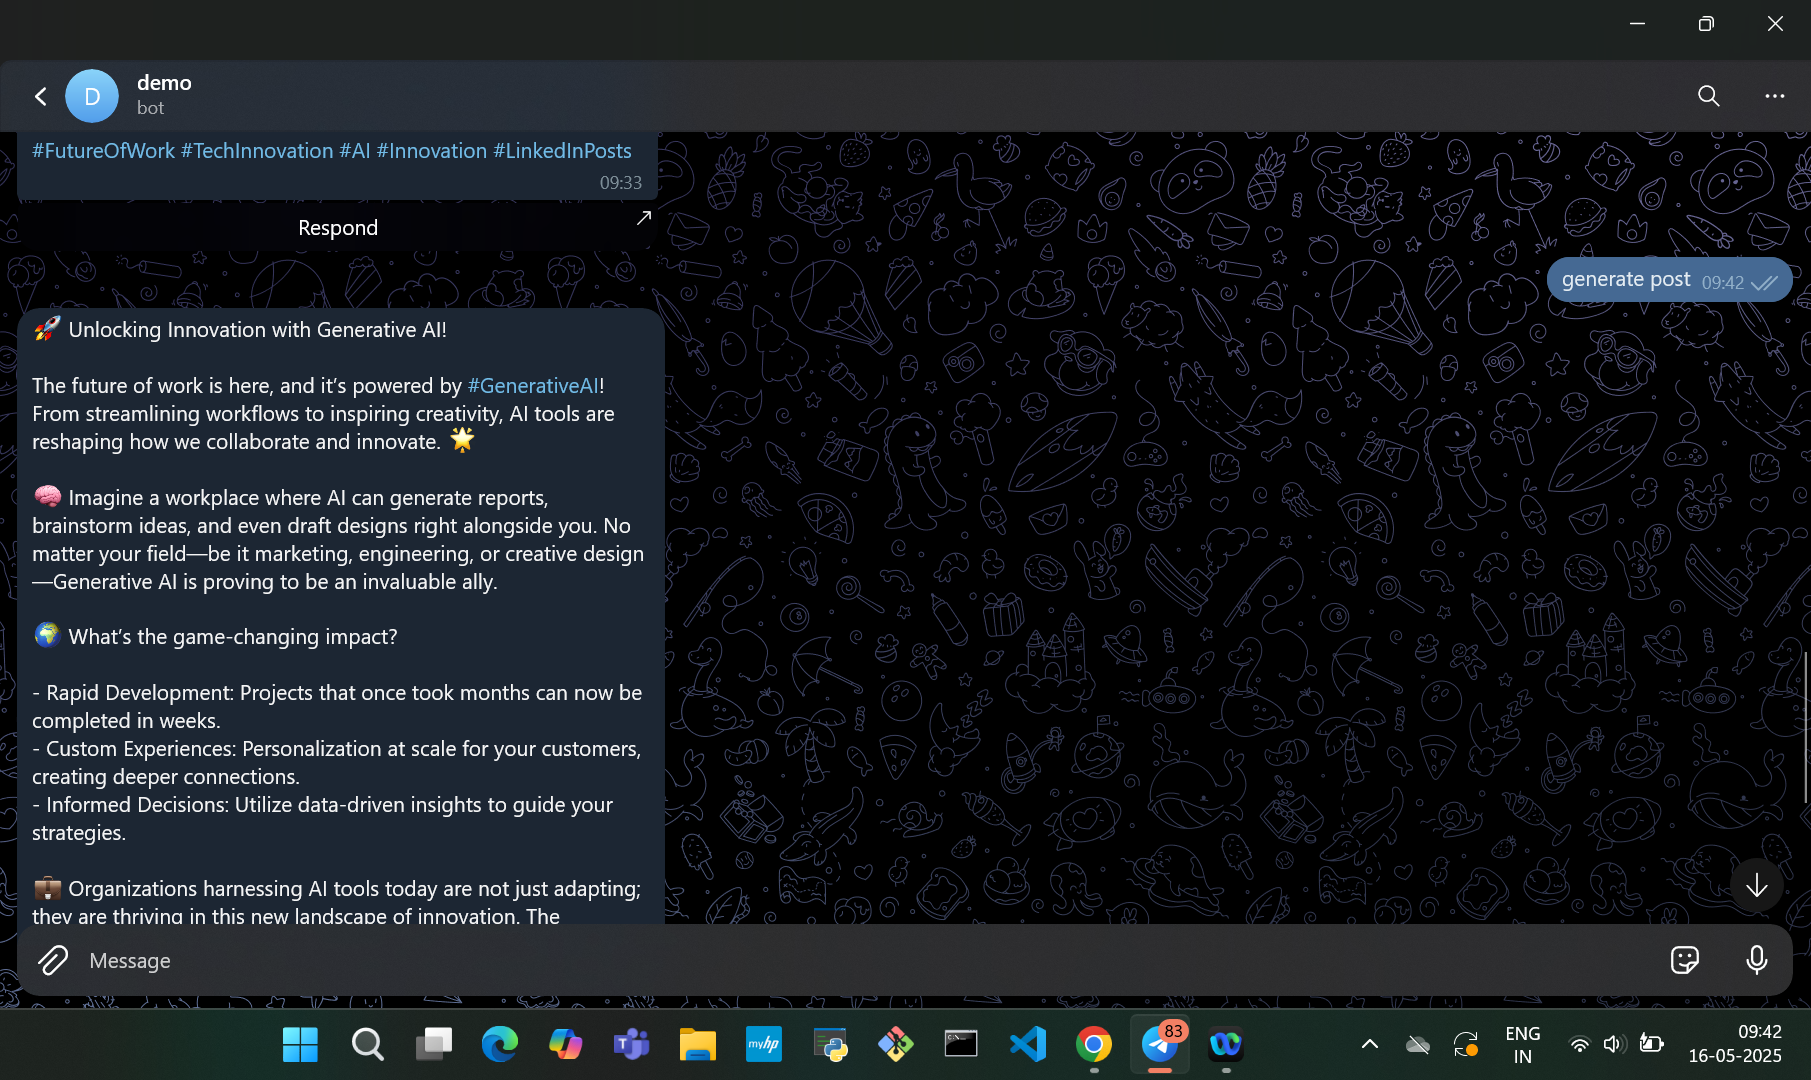 demo
bot
#FutureOfWork #TechInnovation #AI #Innovation #LinkedInPosts
09:33
Respond
generate post 09:42
🚀 Unlocking Innovation with Generative AI!
The future of work is here, and it’s powered by #GenerativeAI!
From streamlining workflows to inspiring creativity, AI tools are
reshaping how we collaborate and innovate. 🌟
🧠 Imagine a workplace where AI can generate reports,
brainstorm ideas, and even draft designs right alongside you. No
matter your field—be it marketing, engineering, or creative design
—Generative AI is proving to be an invaluable ally.
🌍 What’s the game-changing impact?
- Rapid Development: Projects that once took months can now be
completed in weeks.
- Custom Experiences: Personalization at scale for your customers,
creating deeper connections.
- Informed Decisions: Utilize data-driven insights to guide your
strategies.
💼 Organizations harnessing AI tools today are not just adapting;
they are thriving in this new landscape of innovation. The
Message
myhp
83
ENG
IN
09:42
16-05-2025